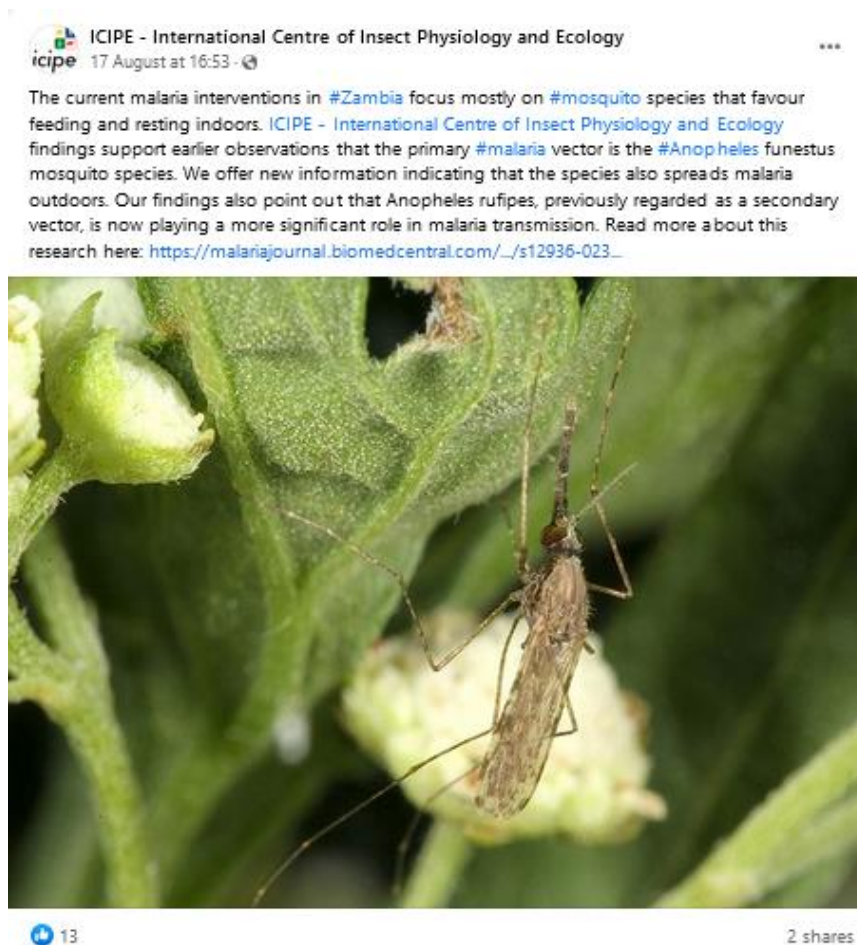 ICIPE - International Centre of Insect Physiology and Ecology
icipe
17 August at 16:53 ·
The current malaria interventions in #Zambia focus mostly on #mosquito species that favour
feeding and resting indoors. ICIPE - International Centre of Insect Physiology and Ecology
findings support earlier observations that the primary #malaria vector is the #Anopheles funestus
mosquito species. We offer new information indicating that the species also spreads malaria
outdoors. Our findings also point out that Anopheles rufipes, previously regarded as a secondary
vector, is now playing a more significant role in malaria transmission. Read more about this
research here: https://malariajournal.biomedcentral.com/.../s12936-023...
13
2 shares